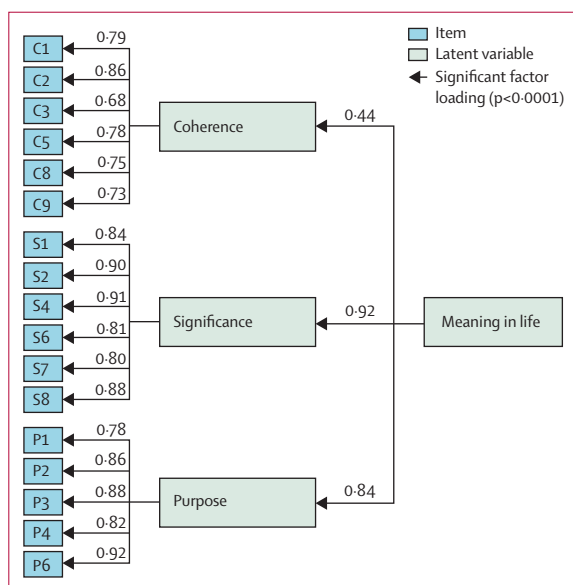 C1 0·79
C2 0·86
C3 0·68
C5 0·78
C8 0·75
C9 0·73
Coherence
0·44
S1 0·84
S2 0·90
S4 0·91
S6 0·81
S7 0·80
S8 0·88
Significance
0·92
Meaning in life
P1 0·78
P2 0·86
P3 0·88
P4 0·82
P6 0·92
Purpose
0·84
Item
Latent variable
Significant factor
loading (p<0·0001)